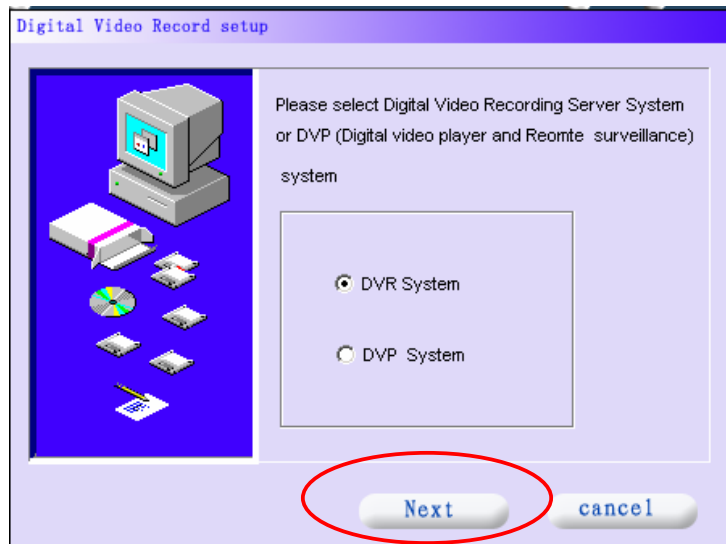 Digital Video Record setup
Please select Digital Video Recording Server System
or DVP (Digital video player and Reomte surveillance)
system
DVR System
DVP System
Next
cancel